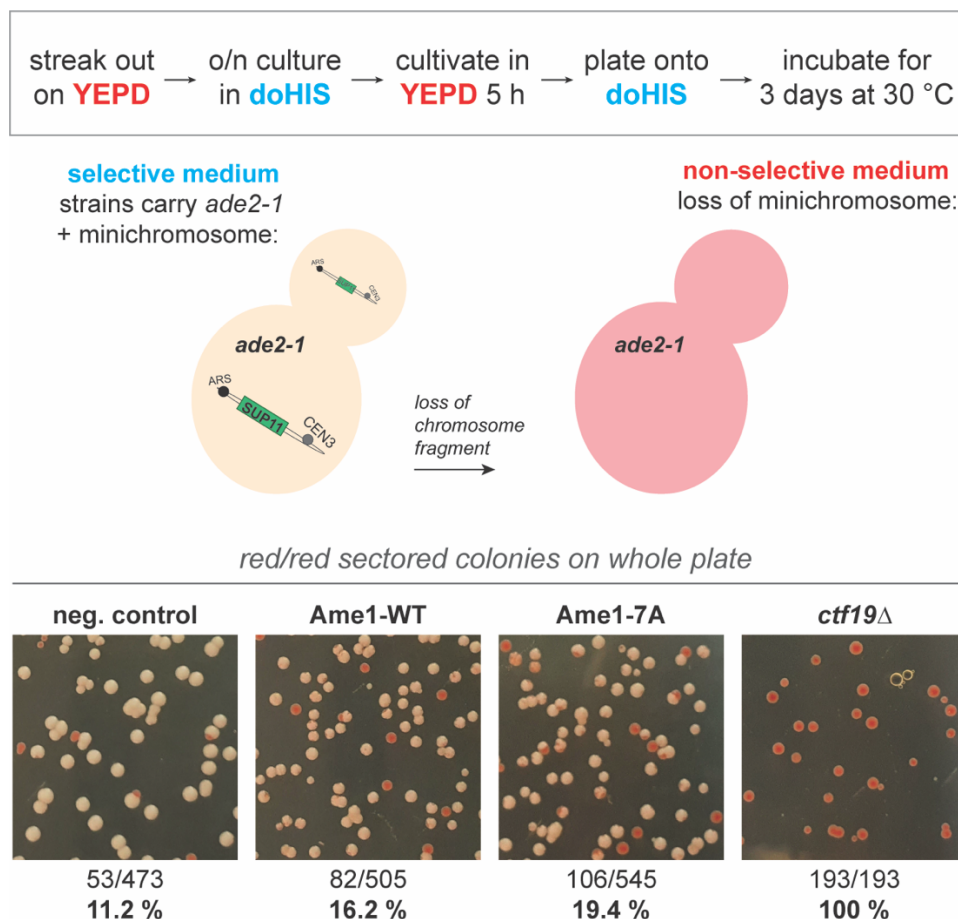 streak out on YEPD → o/n culture in doHIS → cultivate in YEPD 5 h → plate onto doHIS → incubate for 3 days at 30 °C
selective medium
strains carry ade2-1
+ minichromosome:
non-selective medium
loss of minichromosome:
ARS
CEN3
ade2-1
ARS
SUP11
CEN3
loss of
chromosome
fragment
ade2-1
red/red sectored colonies on whole plate
neg. control
Ame1-WT
Ame1-7A
ctf19Δ
53/473
82/505
106/545
193/193
11.2 %
16.2 %
19.4 %
100 %